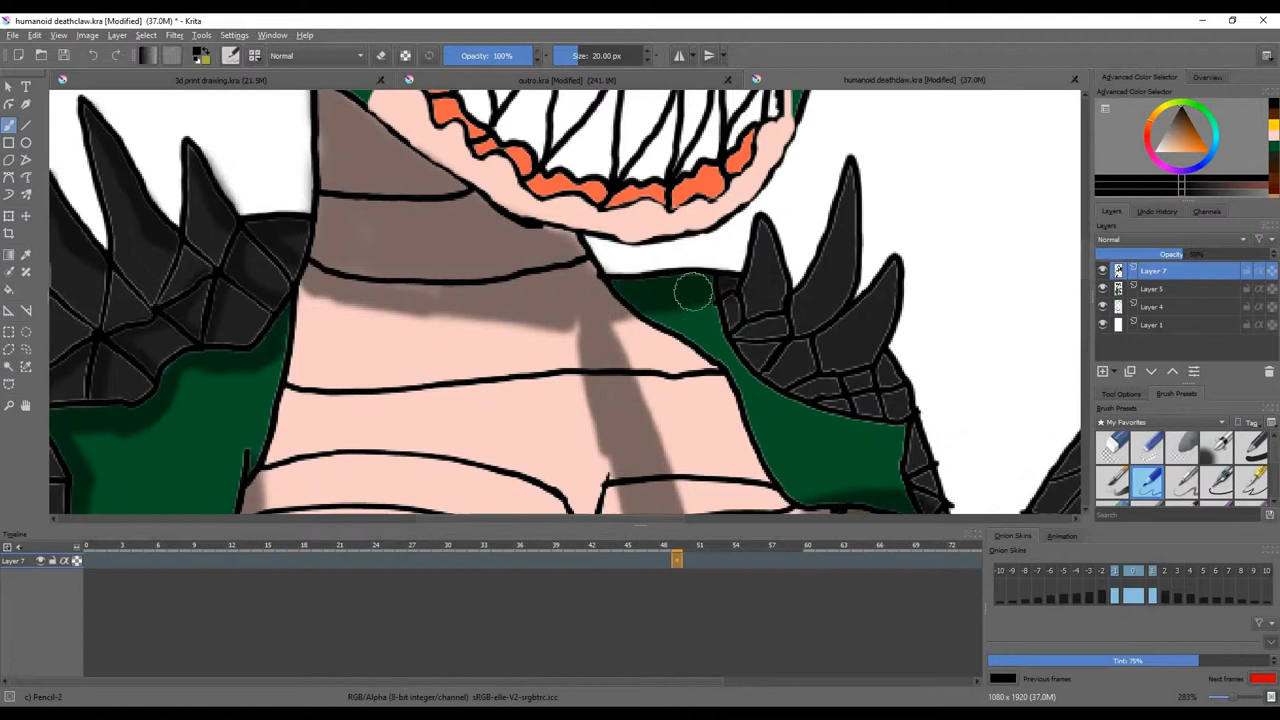 humanoid deathclaw.kra [Modified] (37.0M) * - Krita
File Edit View Image Layer Select Filter Tools Settings Window Help
Normal
Opacity: 100%
Size: 20.00 px
3d print drawing.kra (21.5M)
outro.kra [Modified] (241.1M)
humanoid deathclaw.kra [Modified] (37.0M)
Advanced Color Selector
Overview
Advanced Color Selector
Layers
Undo History
Channels
Layers
Normal
Opacity
Layer 7
Layer 5
Layer 4
Layer 1
Tool Options
Brush Presets
Brush Presets
My Favorites
Tag
Search
Timeline
0 3 6 9 12 15 18 21 24 27 30 33 36 39 42 45 48 51 54 57 60 63 66 69 72
Layer 7
Onion Skins
Animation
Onion Skins
-10 -9 -8 -7 -6 -5 -4 -3 -2 -1 0 1 2 3 4 5 6 7 8 9 10
Tint: 75%
Previous frames
Next frames
c) Pencil-2
RGB/Alpha (8-bit integer/channel) sRGB-elle-V2-srgbtrc.icc
1080 x 1920 (37.0M)
283%